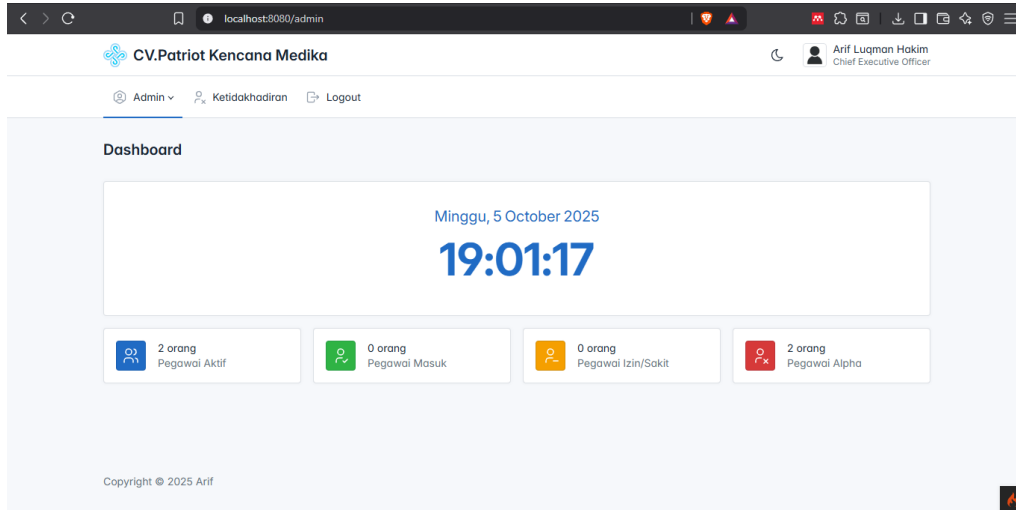 localhost:8080/admin
CV.Patriot Kencana Medika
Arif Luqman Hakim
Chief Executive Officer
Admin
Ketidakhadiran
Logout
Dashboard
Minggu, 5 October 2025
19:01:17
2 orang
Pegawai Aktif
0 orang
Pegawai Masuk
0 orang
Pegawai Izin/Sakit
2 orang
Pegawai Alpha
Copyright © 2025 Arif